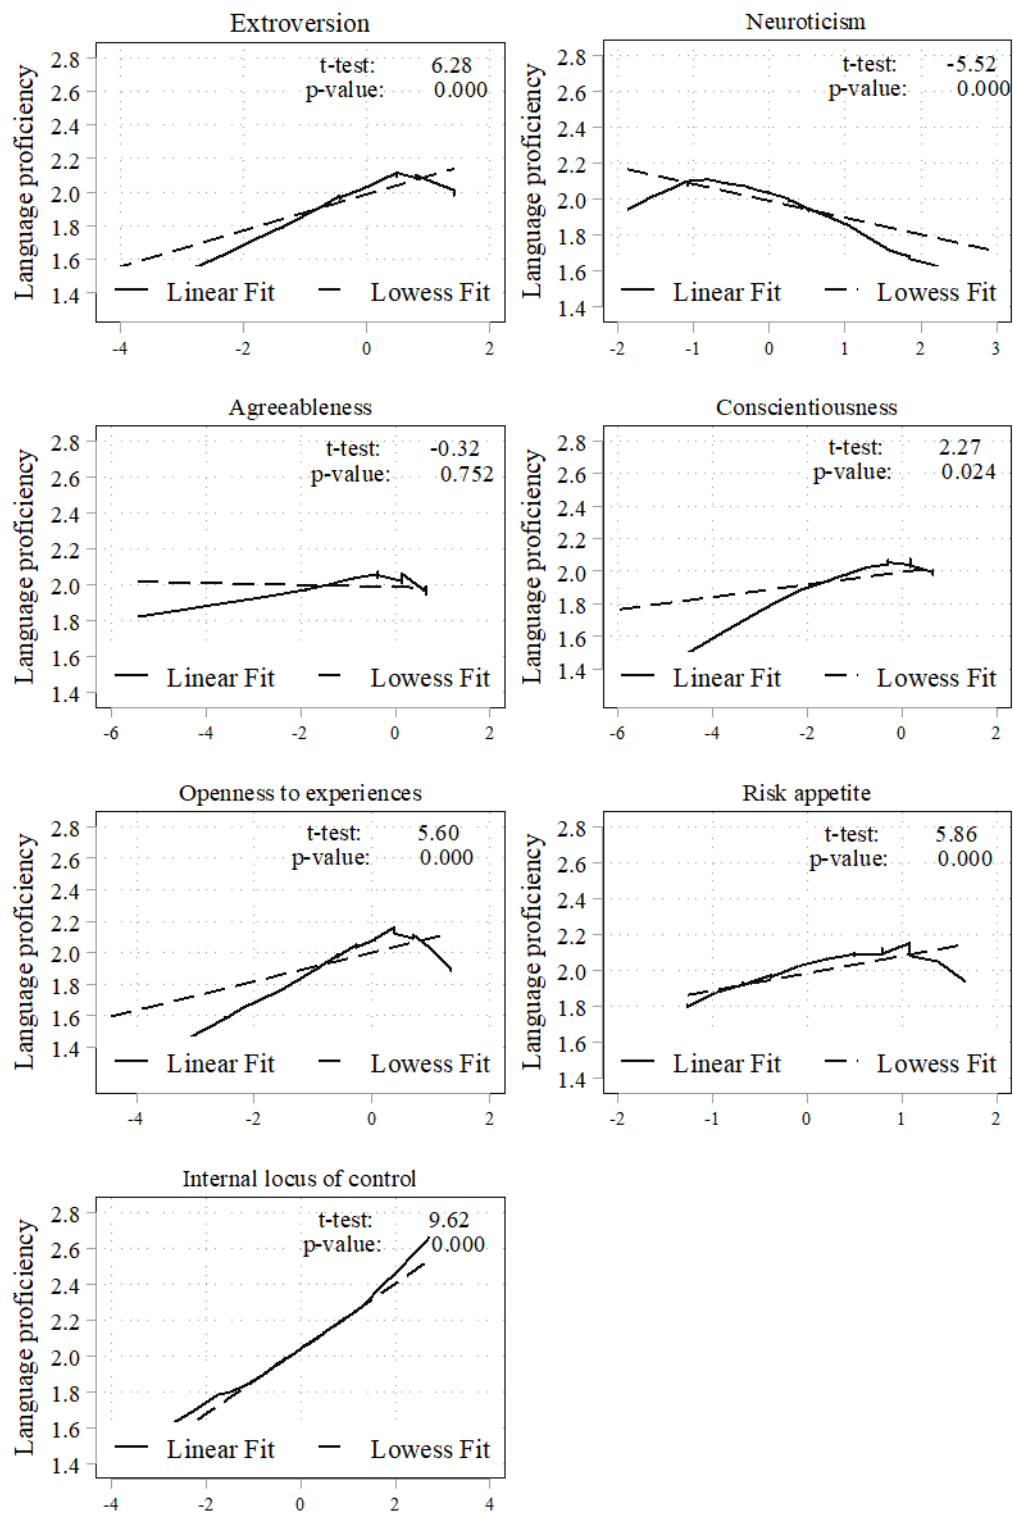 Extroversion
Language proficiency
2.8
2.6
2.4
2.2
2.0
1.8
1.6
1.4
t-test: 6.28
p-value: 0.000
Linear Fit Lowess Fit
-4 -2 0 2
Neuroticism
Language proficiency
2.8
2.6
2.4
2.2
2.0
1.8
1.6
1.4
t-test: -5.52
p-value: 0.000
Linear Fit Lowess Fit
-2 -1 0 1 2 3
Agreeableness
Language proficiency
2.8
2.6
2.4
2.2
2.0
1.8
1.6
1.4
t-test: -0.32
p-value: 0.752
Linear Fit Lowess Fit
-6 -4 -2 0 2
Conscientiousness
Language proficiency
2.8
2.6
2.4
2.2
2.0
1.8
1.6
1.4
t-test: 2.27
p-value: 0.024
Linear Fit Lowess Fit
-6 -4 -2 0 2
Openness to experiences
Language proficiency
2.8
2.6
2.4
2.2
2.0
1.8
1.6
1.4
t-test: 5.60
p-value: 0.000
Linear Fit Lowess Fit
-4 -2 0 2
Risk appetite
Language proficiency
2.8
2.6
2.4
2.2
2.0
1.8
1.6
1.4
t-test: 5.86
p-value: 0.000
Linear Fit Lowess Fit
-2 -1 0 1 2
Internal locus of control
Language proficiency
2.8
2.6
2.4
2.2
2.0
1.8
1.6
1.4
t-test: 9.62
p-value: 0.000
Linear Fit Lowess Fit
-4 -2 0 2 4